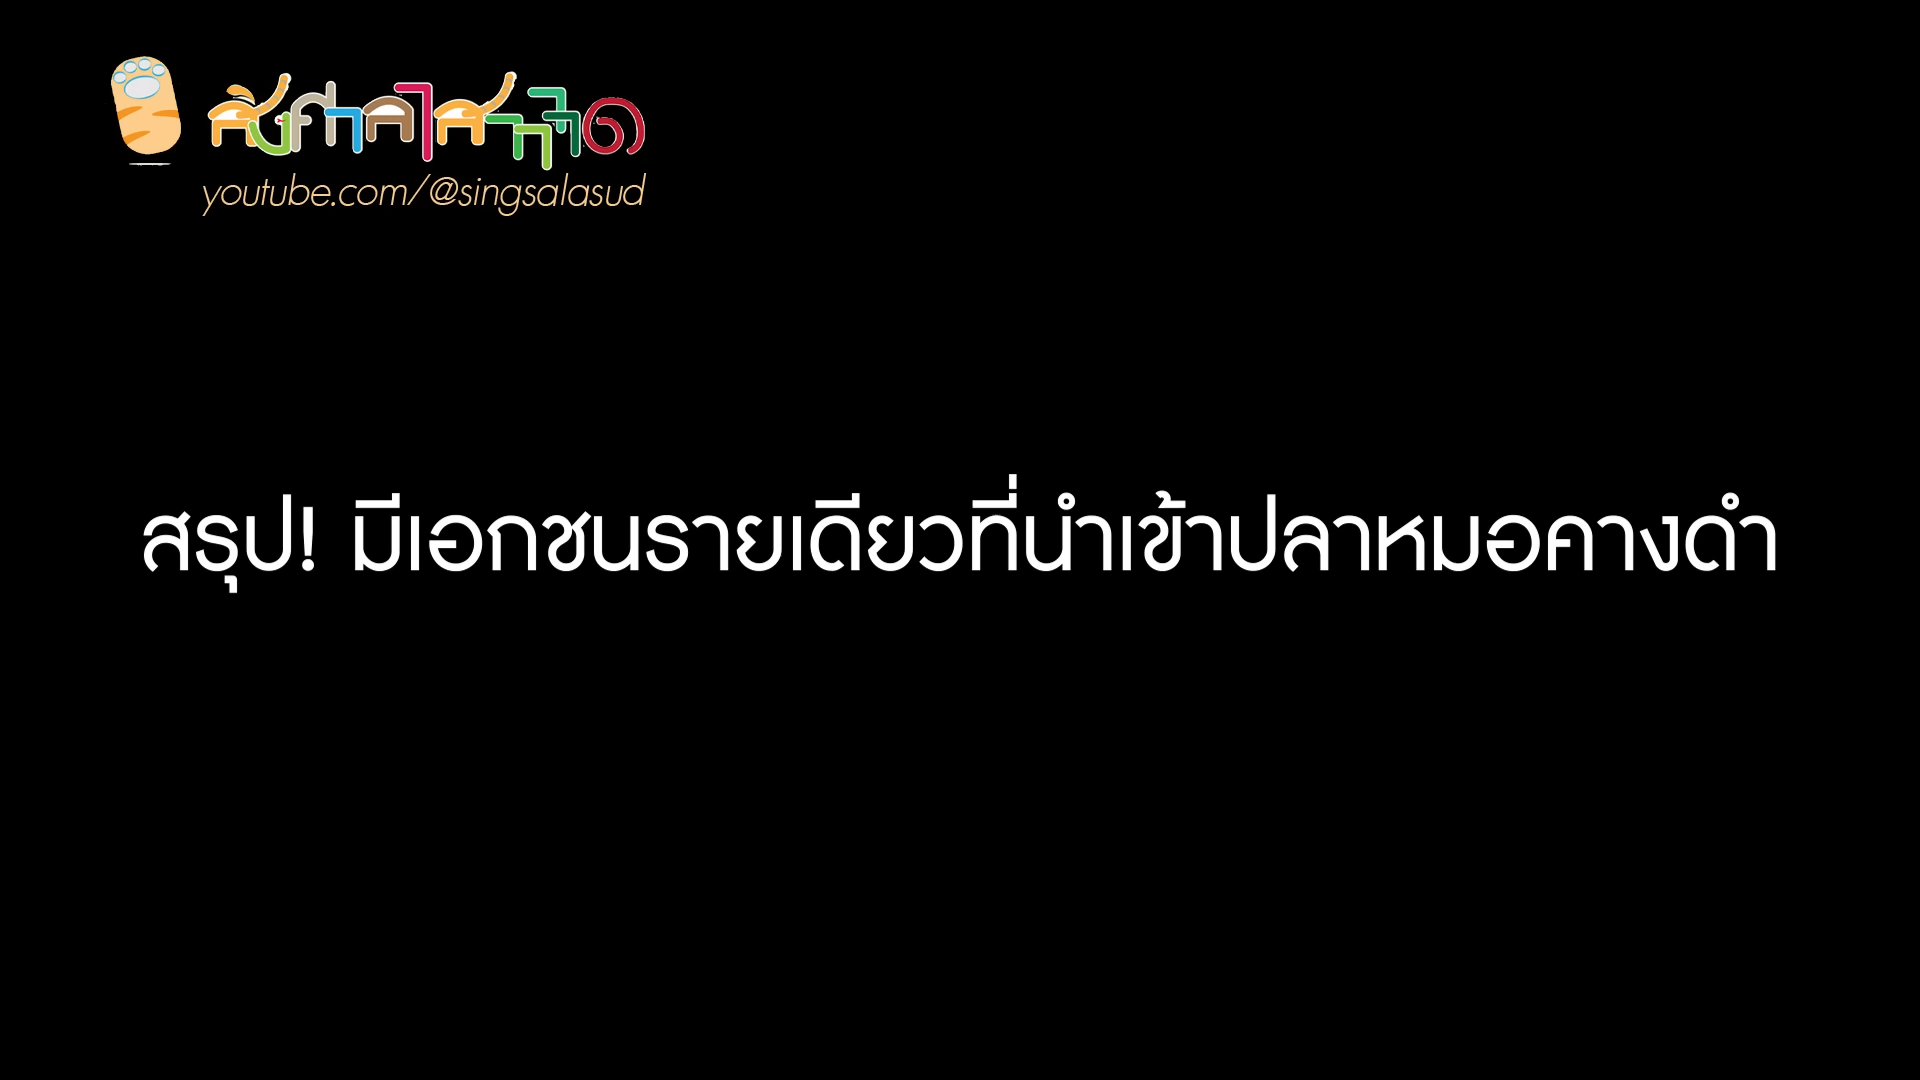 สิงศาลาสุด
youtube.com/@singsalasud
สรุป! มีเอกชนรายเดียวที่นำเข้าปลาหมอคางดำ